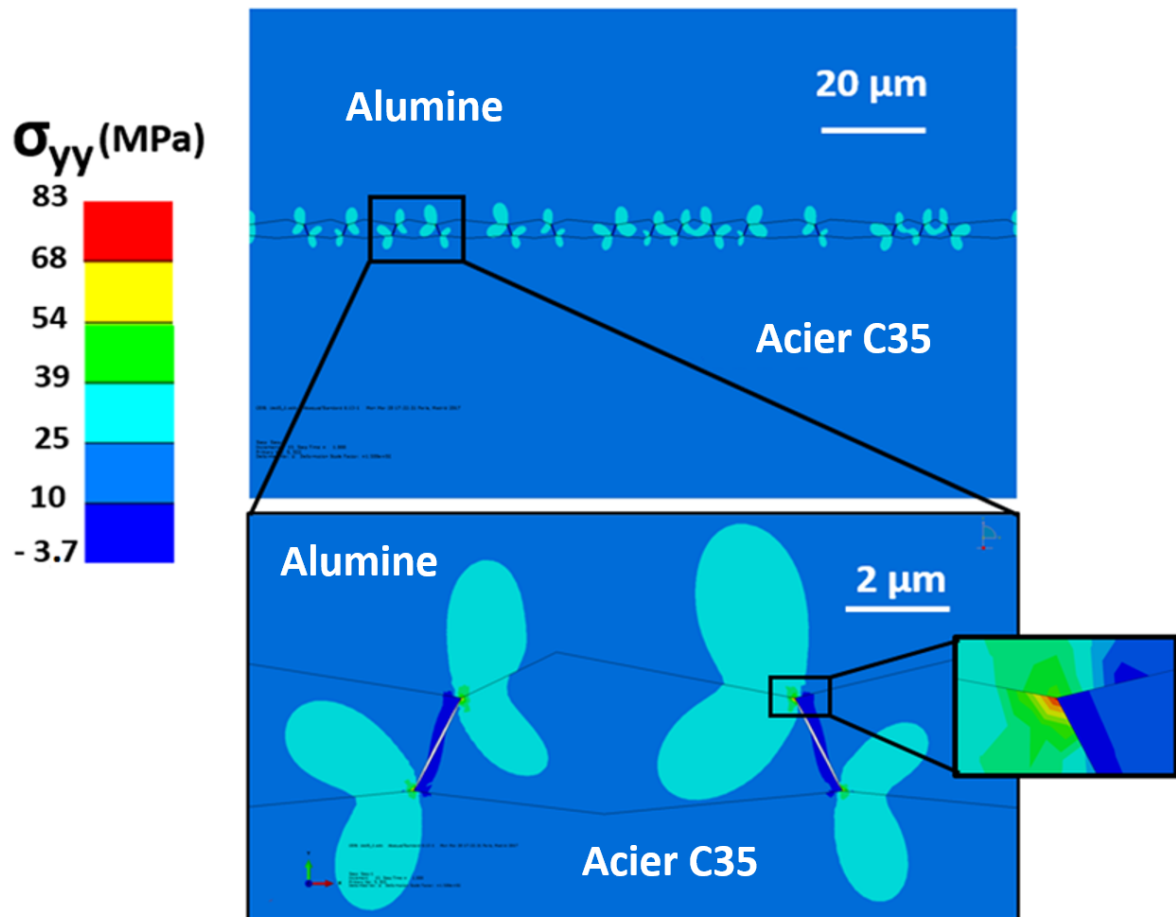 Alumine
20 µm
σyy (MPa)
83
68
54
39
25
10
- 3.7
Acier C35
Alumine
2 µm
Acier C35